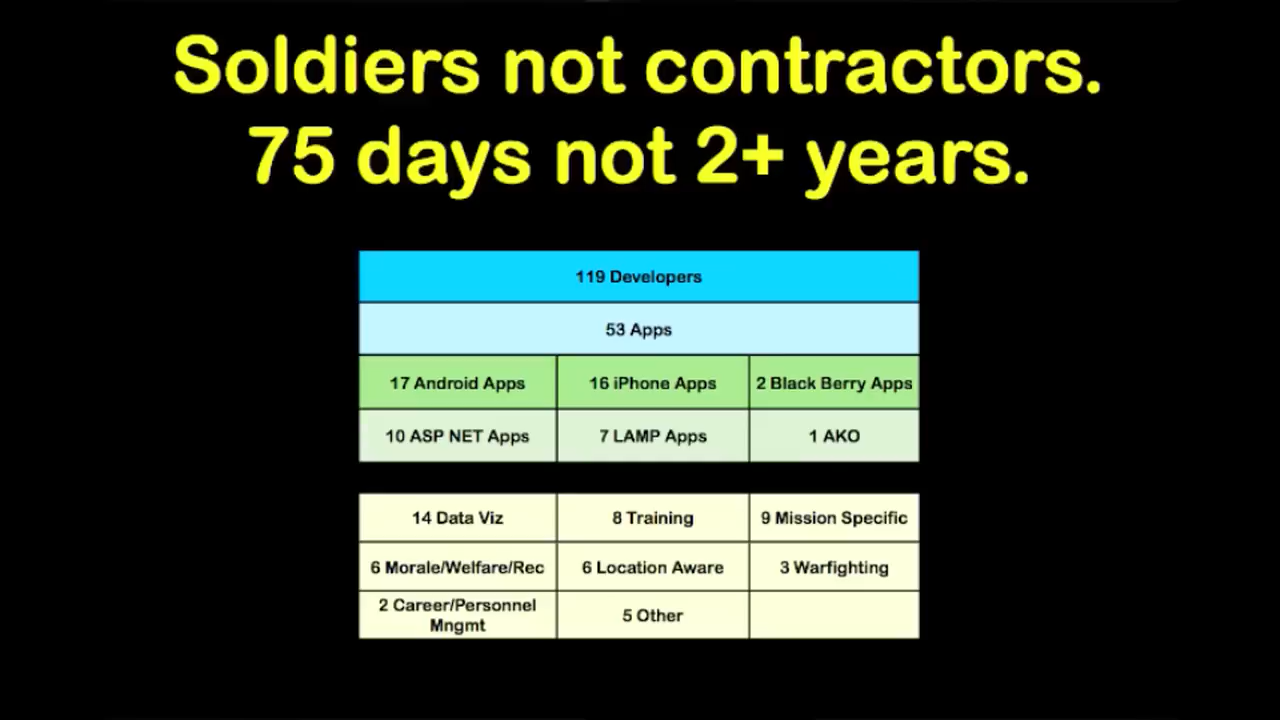 Soldiers not contractors.
75 days not 2+ years.
119 Developers
53 Apps
17 Android Apps
16 iPhone Apps
2 Black Berry Apps
10 ASP NET Apps
7 LAMP Apps
1 AKO
14 Data Viz
8 Training
9 Mission Specific
6 Morale/Welfare/Rec
6 Location Aware
3 Warfighting
2 Career/Personnel
Mngmt
5 Other